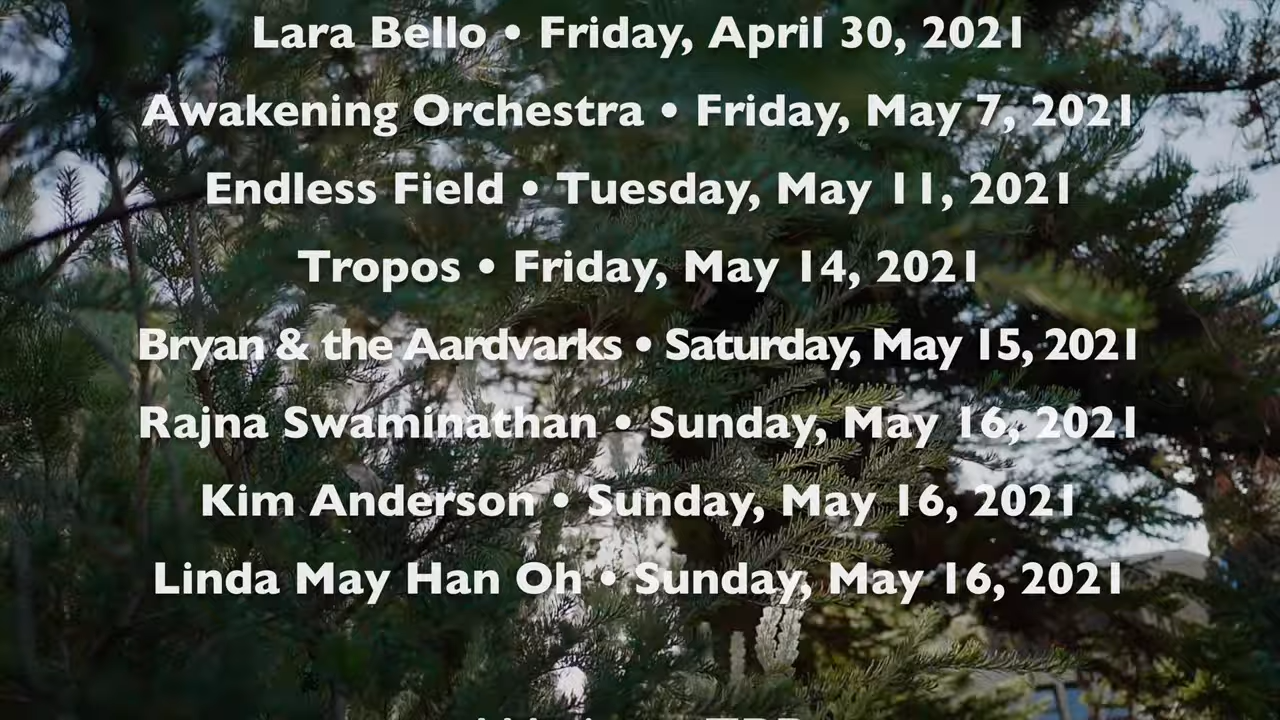 Lara Bello • Friday, April 30, 2021
Awakening Orchestra • Friday, May 7, 2021
Endless Field • Tuesday, May 11, 2021
Tropos • Friday, May 14, 2021
Bryan & the Aardvarks • Saturday, May 15, 2021
Rajna Swaminathan • Sunday, May 16, 2021
Kim Anderson • Sunday, May 16, 2021
Linda May Han Oh • Sunday, May 16, 2021